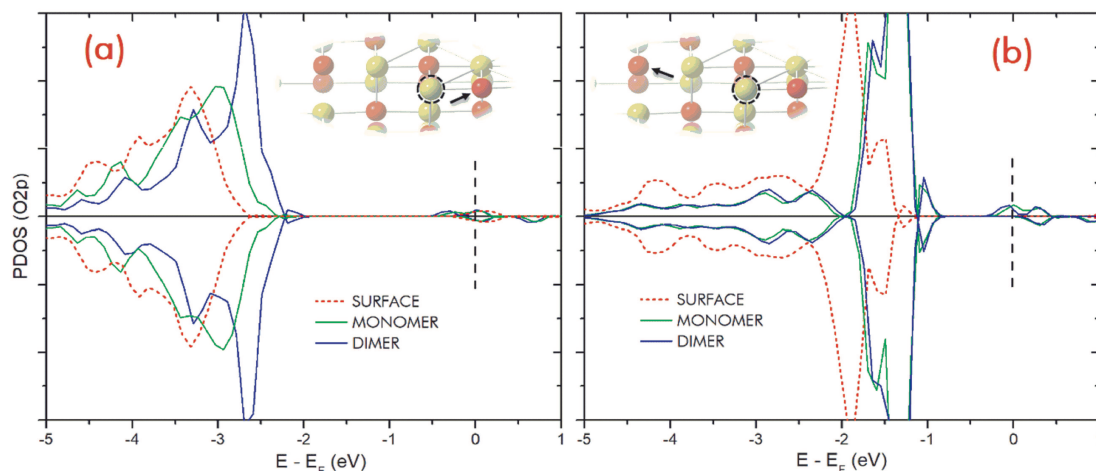 (a)
(b)
PDOS (O2p)
SURFACE
MONOMER
DIMER
SURFACE
MONOMER
DIMER
-5 -4 -3 -2 -1 0 1
-5 -4 -3 -2 -1 0
E - E_F (eV)
E - E_F (eV)